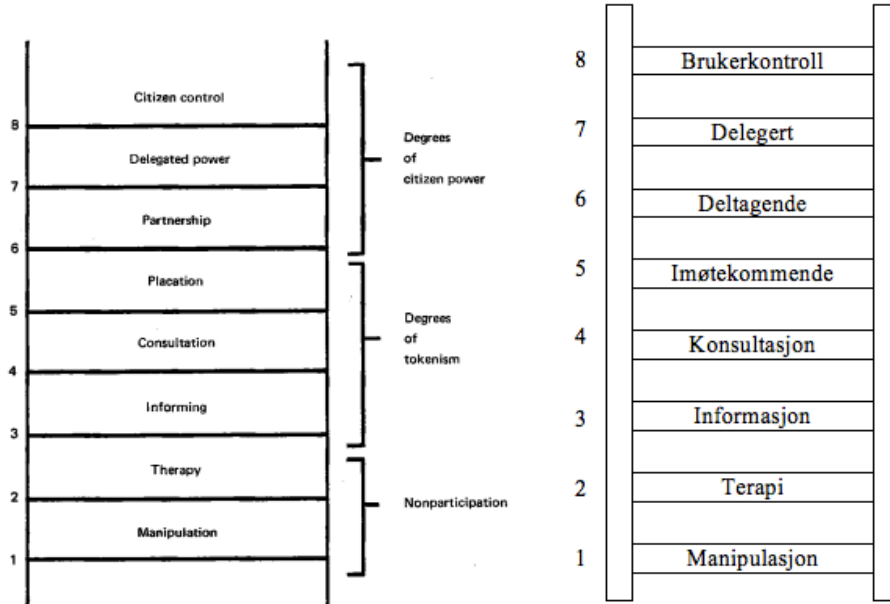 Citizen control
8
Delegated power
7
Partnership
6
Placation
5
Consultation
4
Informing
3
Therapy
2
Manipulation
1
Degrees
of
citizen power
Degrees
of
tokenism
Nonparticipation
8 Brukerkontroll
7 Delegert
6 Deltagende
5 Imøtekommende
4 Konsultasjon
3 Informasjon
2 Terapi
1 Manipulasjon